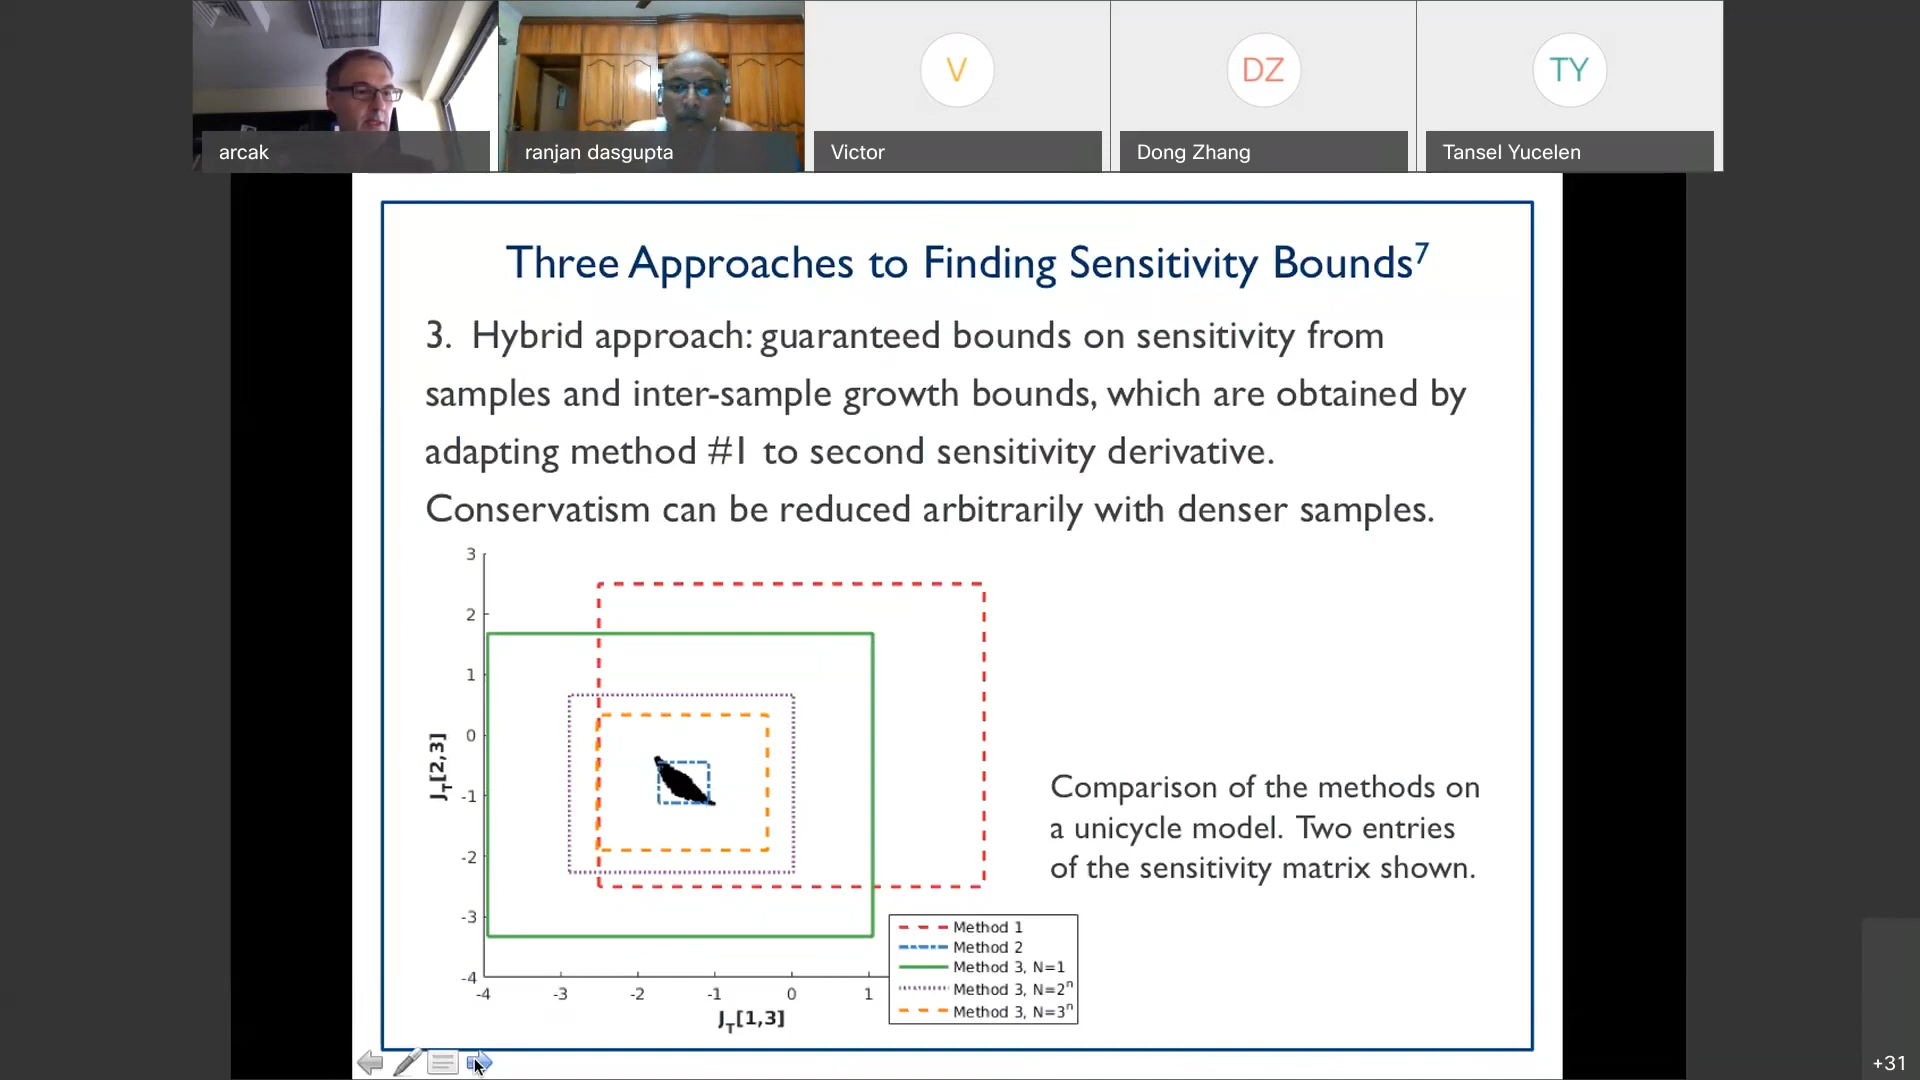 arcak
ranjan dasgupta
V
Victor
DZ
Dong Zhang
TY
Tansel Yucelen
Three Approaches to Finding Sensitivity Bounds⁷
3. Hybrid approach: guaranteed bounds on sensitivity from
samples and inter-sample growth bounds, which are obtained by
adapting method #1 to second sensitivity derivative.
Conservatism can be reduced arbitrarily with denser samples.
3
2
1
0
-1
-2
-3
-4
J_T[2,3]
-4 -3 -2 -1 0 1
J_T[1,3]
Method 1
Method 2
Method 3, N=1
Method 3, N=2ⁿ
Method 3, N=3ⁿ
Comparison of the methods on
a unicycle model. Two entries
of the sensitivity matrix shown.
+31